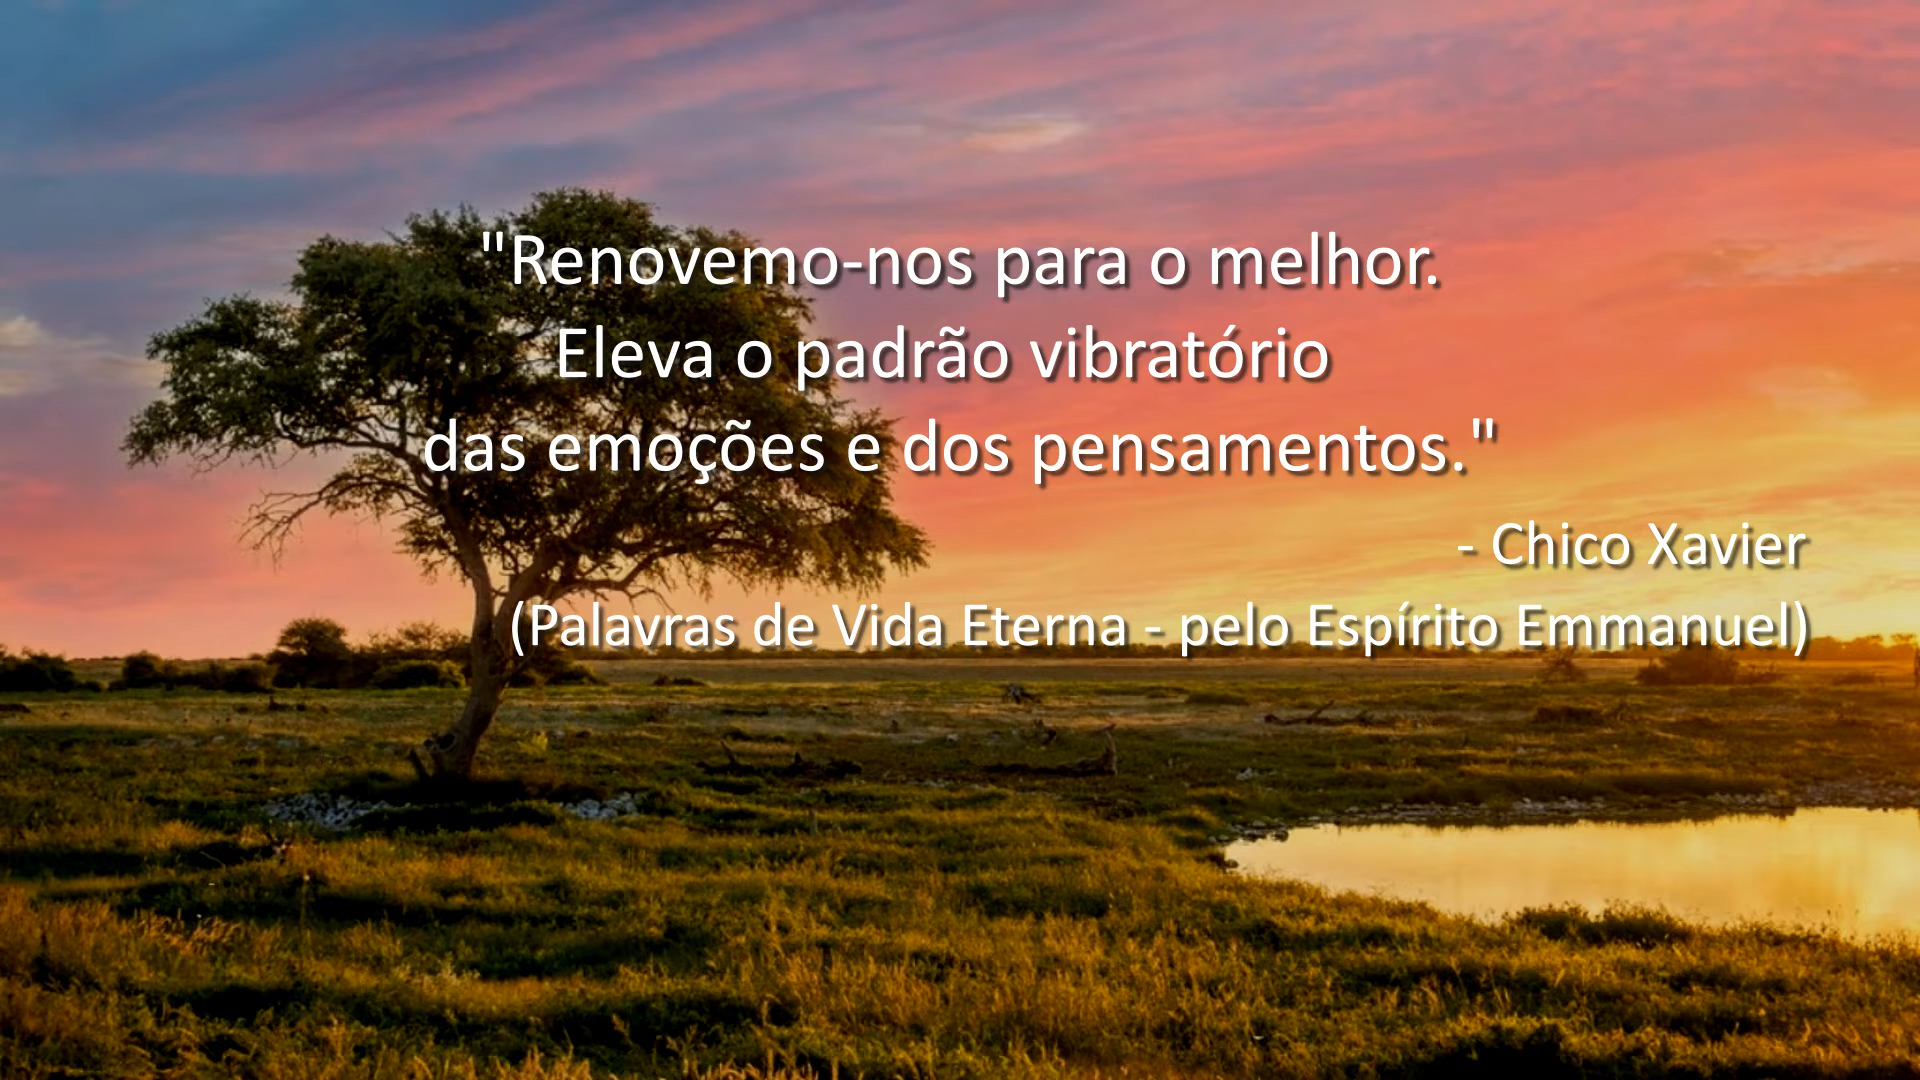 "Renovemo-nos para o melhor.
Eleva o padrão vibratório
das emoções e dos pensamentos."
- Chico Xavier
(Palavras de Vida Eterna - pelo Espírito Emmanuel)